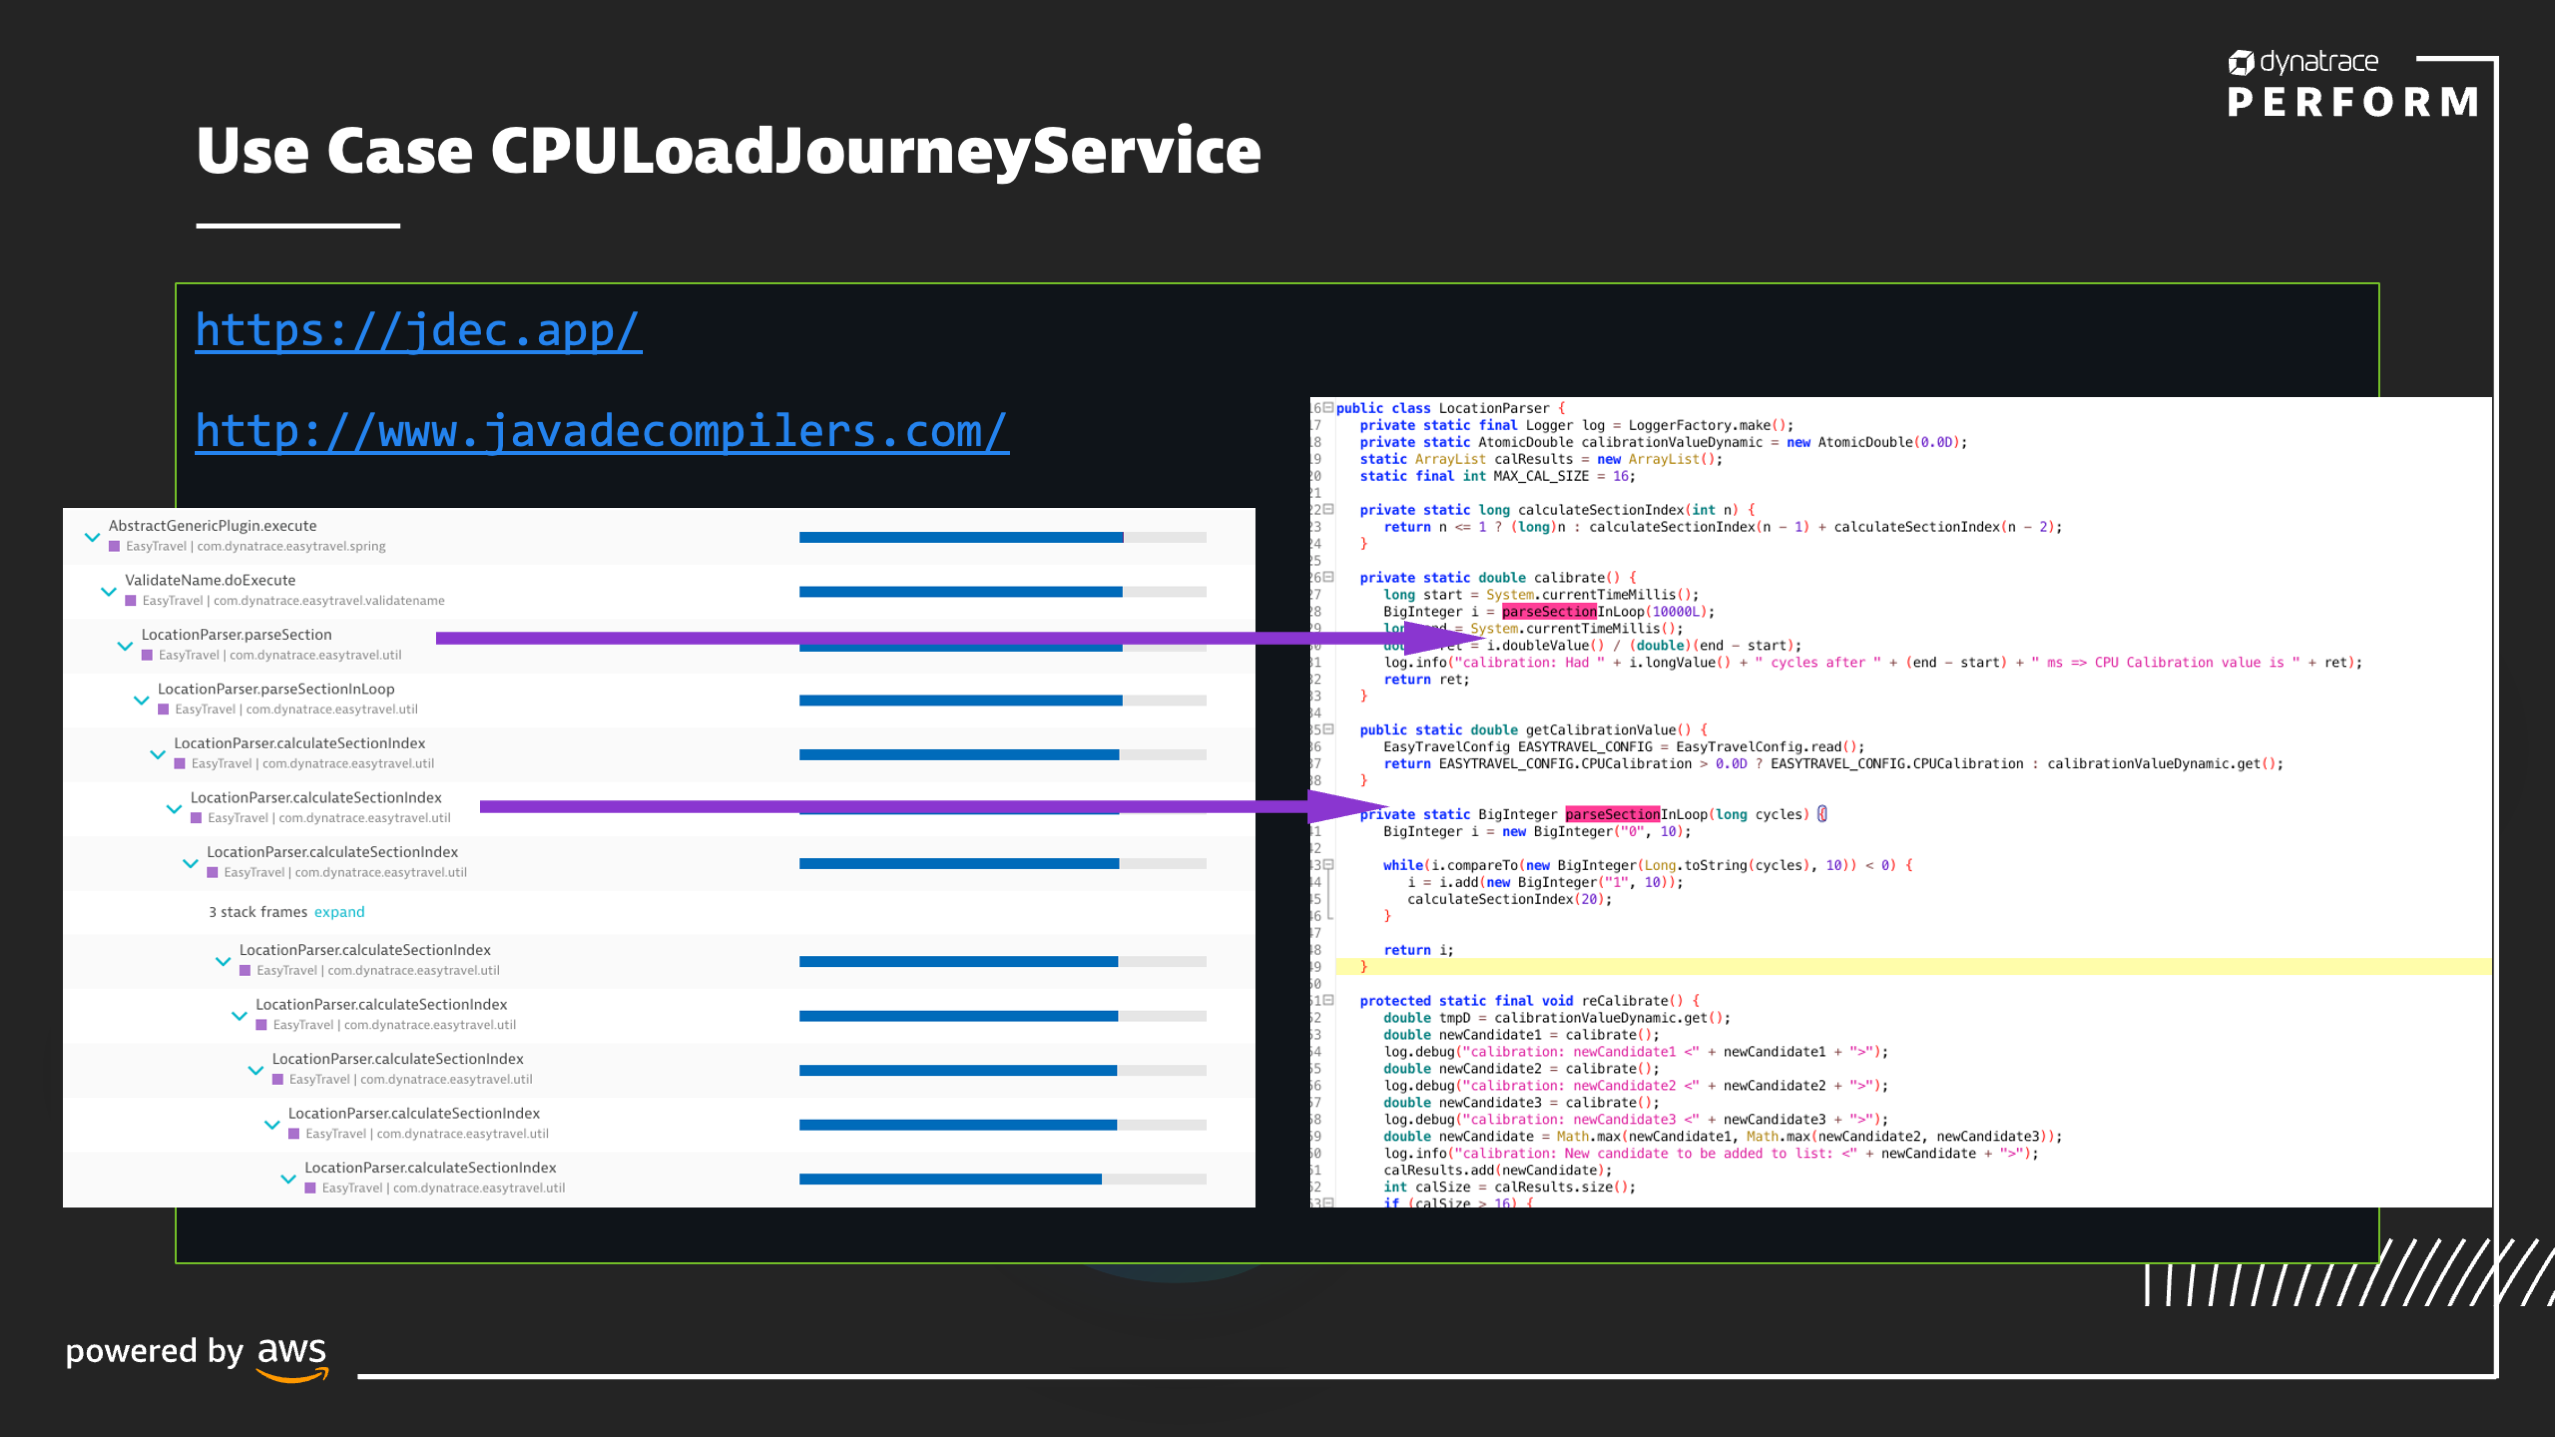 dynatrace
PERFORM
Use Case CPULoadJourneyService
https://jdec.app/
http://www.javadecompilers.com/
AbstractGenericPlugin.execute
EasyTravel | com.dynatrace.easytravel.spring
ValidateName.doExecute
EasyTravel | com.dynatrace.easytravel.validatename
LocationParser.parseSection
EasyTravel | com.dynatrace.easytravel.util
LocationParser.parseSectionInLoop
EasyTravel | com.dynatrace.easytravel.util
LocationParser.calculateSectionIndex
EasyTravel | com.dynatrace.easytravel.util
LocationParser.calculateSectionIndex
EasyTravel | com.dynatrace.easytravel.util
LocationParser.calculateSectionIndex
EasyTravel | com.dynatrace.easytravel.util
3 stack frames expand
LocationParser.calculateSectionIndex
EasyTravel | com.dynatrace.easytravel.util
LocationParser.calculateSectionIndex
EasyTravel | com.dynatrace.easytravel.util
LocationParser.calculateSectionIndex
EasyTravel | com.dynatrace.easytravel.util
LocationParser.calculateSectionIndex
EasyTravel | com.dynatrace.easytravel.util
LocationParser.calculateSectionIndex
EasyTravel | com.dynatrace.easytravel.util
public class LocationParser {
private static final Logger log = LoggerFactory.make();
private static AtomicDouble calibrationValueDynamic = new AtomicDouble(0.0D);
static ArrayList calResults = new ArrayList();
static final int MAX_CAL_SIZE = 16;
private static long calculateSectionIndex(int n) {
return n <= 1 ? (long)n : calculateSectionIndex(n - 1) + calculateSectionIndex(n - 2);
}
private static double calibrate() {
long start = System.currentTimeMillis();
BigInteger i = parseSectionInLoop(10000L);
= System.currentTimeMillis();
= i.doubleValue() / (double)(end - start);
log.info("calibration: Had " + i.longValue() + " cycles after " + (end - start) + " ms => CPU Calibration value is " + ret);
return ret;
}
public static double getCalibrationValue() {
EasyTravelConfig EASYTRAVEL_CONFIG = EasyTravelConfig.read();
return EASYTRAVEL_CONFIG.CPUCalibration > 0.0D ? EASYTRAVEL_CONFIG.CPUCalibration : calibrationValueDynamic.get();
}
private static BigInteger parseSectionInLoop(long cycles) {
BigInteger i = new BigInteger("0", 10);
while(i.compareTo(new BigInteger(Long.toString(cycles), 10)) < 0) {
i = i.add(new BigInteger("1", 10));
calculateSectionIndex(20);
}
return i;
}
protected static final void reCalibrate() {
double tmpD = calibrationValueDynamic.get();
double newCandidate1 = calibrate();
log.debug("calibration: newCandidate1 <" + newCandidate1 + ">");
double newCandidate2 = calibrate();
log.debug("calibration: newCandidate2 <" + newCandidate2 + ">");
double newCandidate3 = calibrate();
log.debug("calibration: newCandidate3 <" + newCandidate3 + ">");
double newCandidate = Math.max(newCandidate1, Math.max(newCandidate2, newCandidate3));
log.info("calibration: New candidate to be added to list: <" + newCandidate + ">");
calResults.add(newCandidate);
int calSize = calResults.size();
if (calSize > 16) {
powered by aws